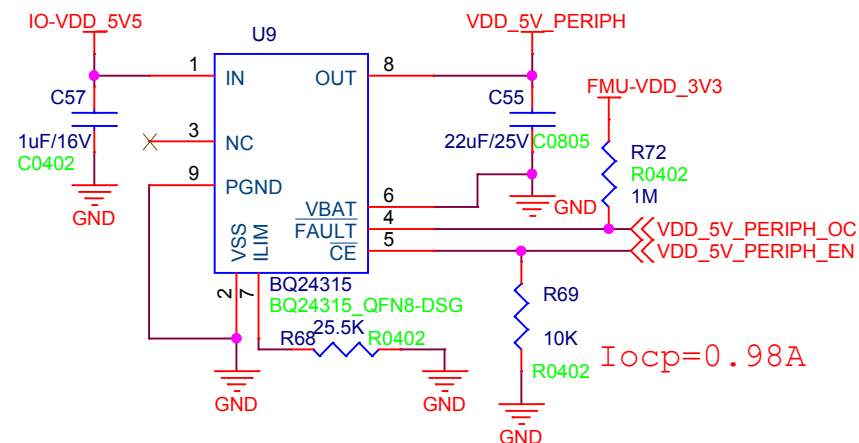 IO-VDD_5V5
U9
VDD_5V_PERIPH
1
IN
OUT
8
FMU-VDD_3V3
C57
C55
1uF/16V
3
NC
22uF/25V
C0805
R72
C0402
R0402
9
PGND
1M
6
VBAT
GND
GND
4
FAULT
VDD_5V_PERIPH_OC
5
CE
VDD_5V_PERIPH_EN
VSS
ILIM
2
7
BQ24315
R69
BQ24315_QFN8-DSG
25.5K
R68
R0402
10K
Iocp=0.98A
R0402
GND
GND
GND